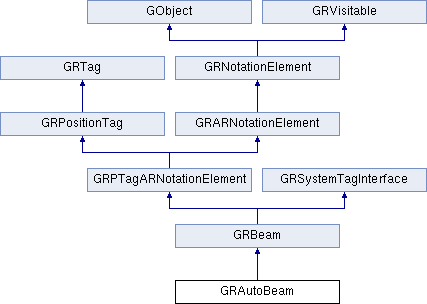 GObject
GRVisitable
GRTag
GRNotationElement
GRPositionTag
GRARNotationElement
GRPTagARNotationElement
GRSystemTagInterface
GRBeam
GRAutoBeam